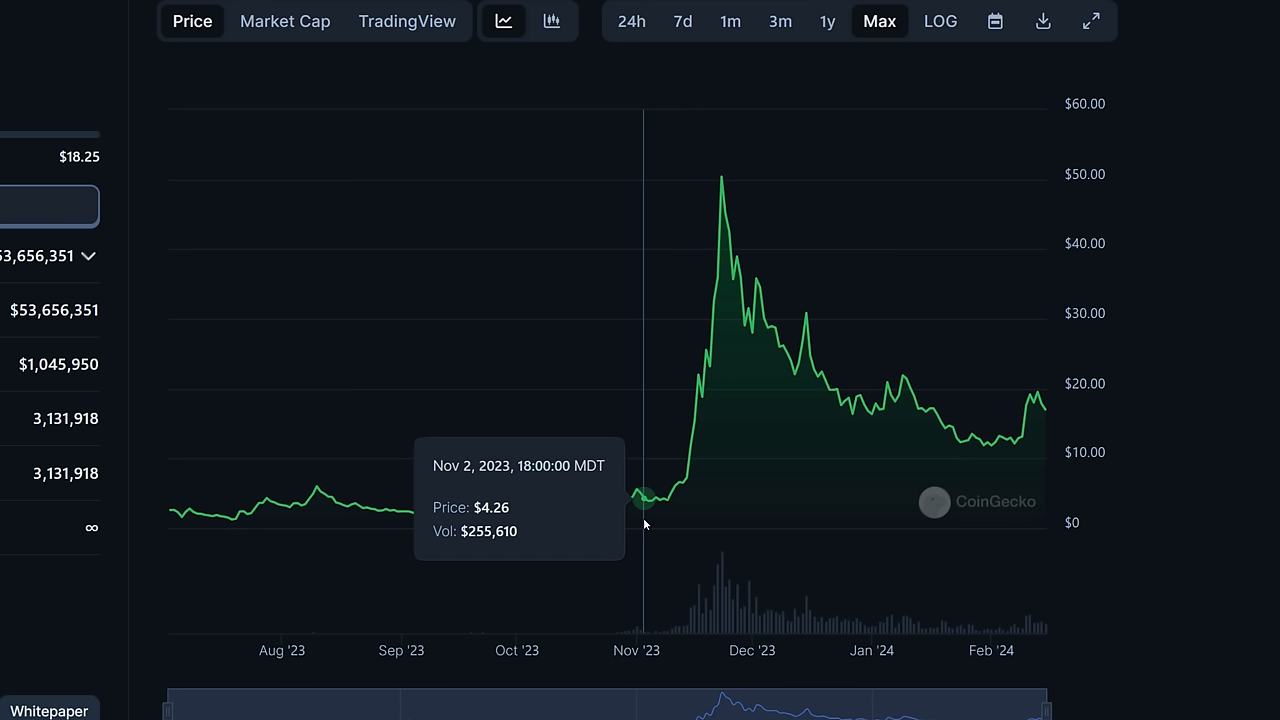 Price Market Cap TradingView 24h 7d 1m 3m 1y Max LOG
$60.00
$18.25
$50.00
$40.00
53,656,351
$53,656,351
$30.00
$1,045,950
$20.00
3,131,918
$10.00
3,131,918
Nov 2, 2023, 18:00:00 MDT
Price: $4.26
Vol: $255,610
CoinGecko
$0
∞
Aug '23 Sep '23 Oct '23 Nov '23 Dec '23 Jan '24 Feb '24
Whitepaper